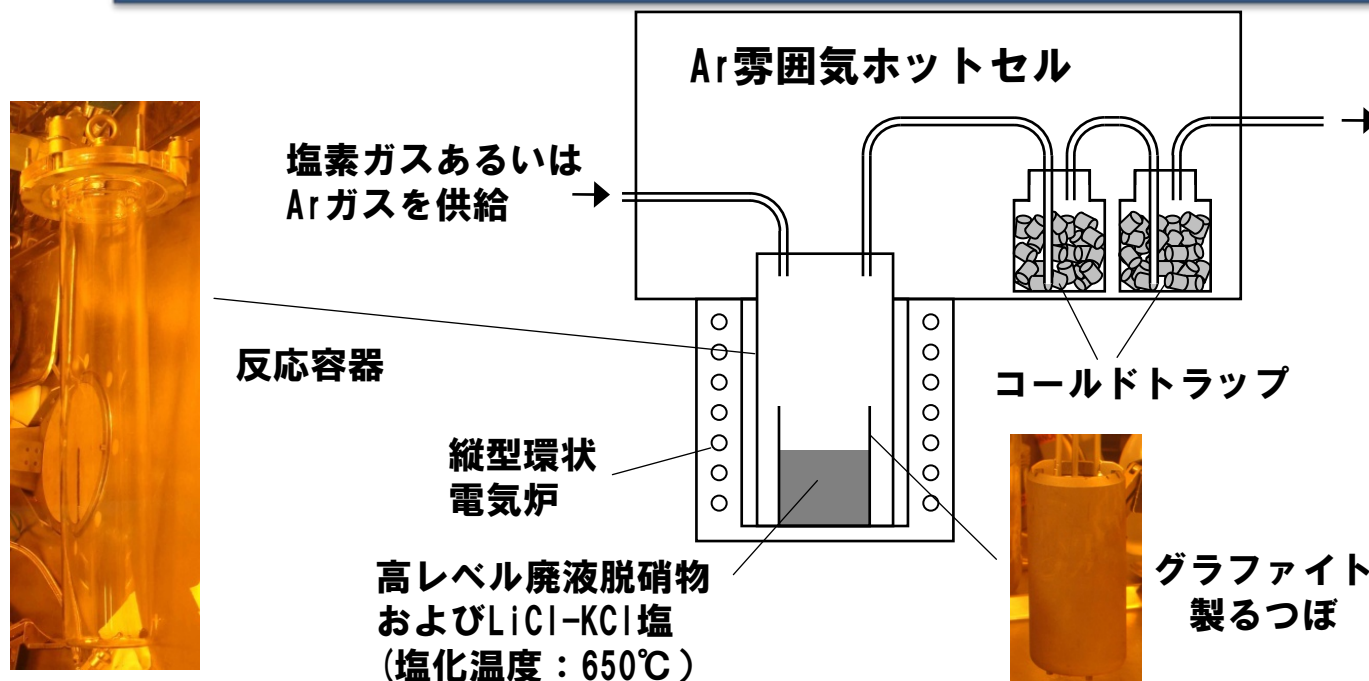 Ar雰囲気ホットセル
塩素ガスあるいは
Arガスを供給
反応容器
コールドトラップ
縦型環状
電気炉
高レベル廃液脱硝物
およびLiCl-KCl塩
(塩化温度：650℃)
グラファイト
製るつぼ